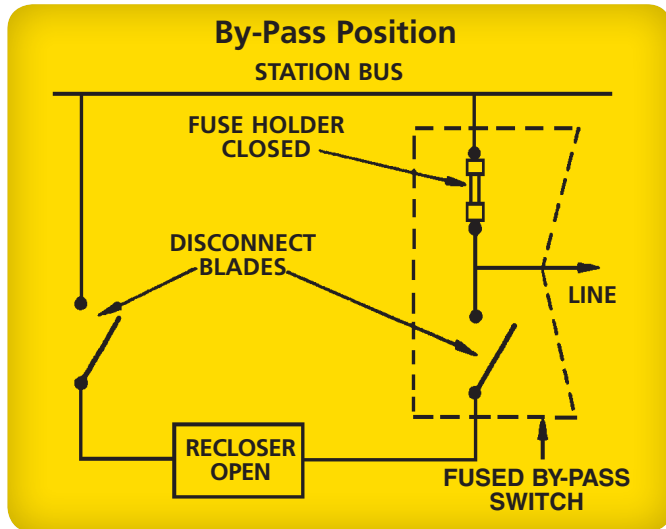 By-Pass Position
STATION BUS
FUSE HOLDER
CLOSED
DISCONNECT
BLADES
LINE
RECLOSER
OPEN
FUSED BY-PASS
SWITCH